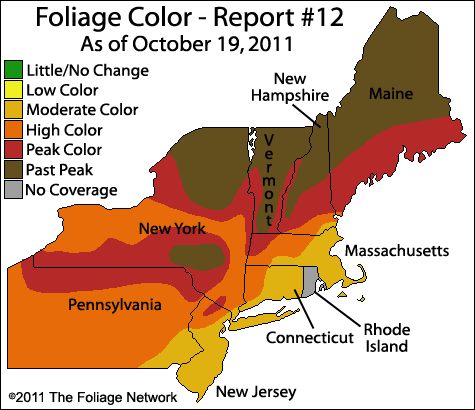 Foliage Color - Report #12
As of October 19, 2011
Little/No Change
Low Color
Moderate Color
High Color
Peak Color
Past Peak
No Coverage
New
Hampshire
Maine
Vermont
New York
Massachusetts
Pennsylvania
Connecticut
Rhode
Island
New Jersey
©2011 The Foliage Network